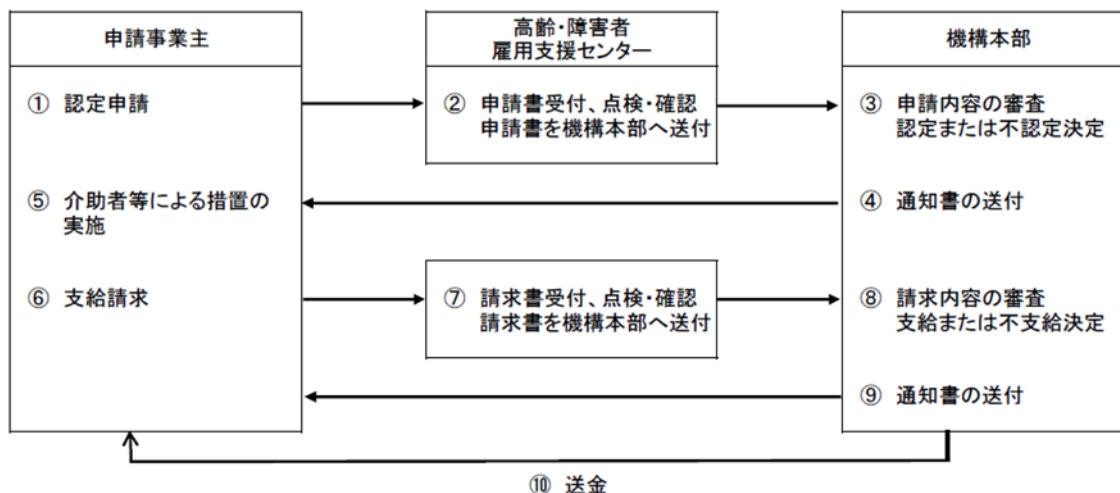 申請事業主
高齢・障害者
雇用支援センター
機構本部
① 認定申請
② 申請書受付、点検・確認
申請書を機構本部へ送付
③ 申請内容の審査
認定または不認定決定
④ 通知書の送付
⑤ 介助者等による措置の
実施
⑥ 支給請求
⑦ 請求書受付、点検・確認
請求書を機構本部へ送付
⑧ 請求内容の審査
支給または不支給決定
⑨ 通知書の送付
⑩ 送金